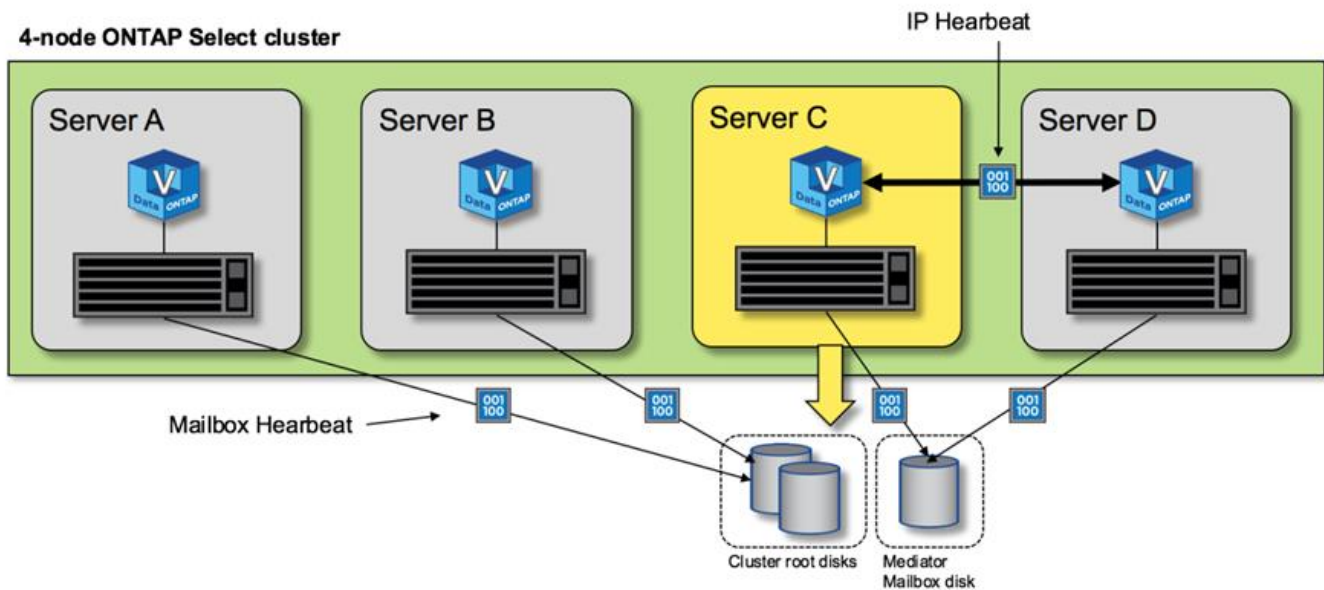 IP Hearbeat
4-node ONTAP Select cluster
Server A
Server B
Server C
Server D
V
Data ONTAP
V
Data ONTAP
V
Data ONTAP
V
Data ONTAP
001
100
001
100
001
100
001
100
001
100
Mailbox Hearbeat
Cluster root disks
Mediator
Mailbox disk